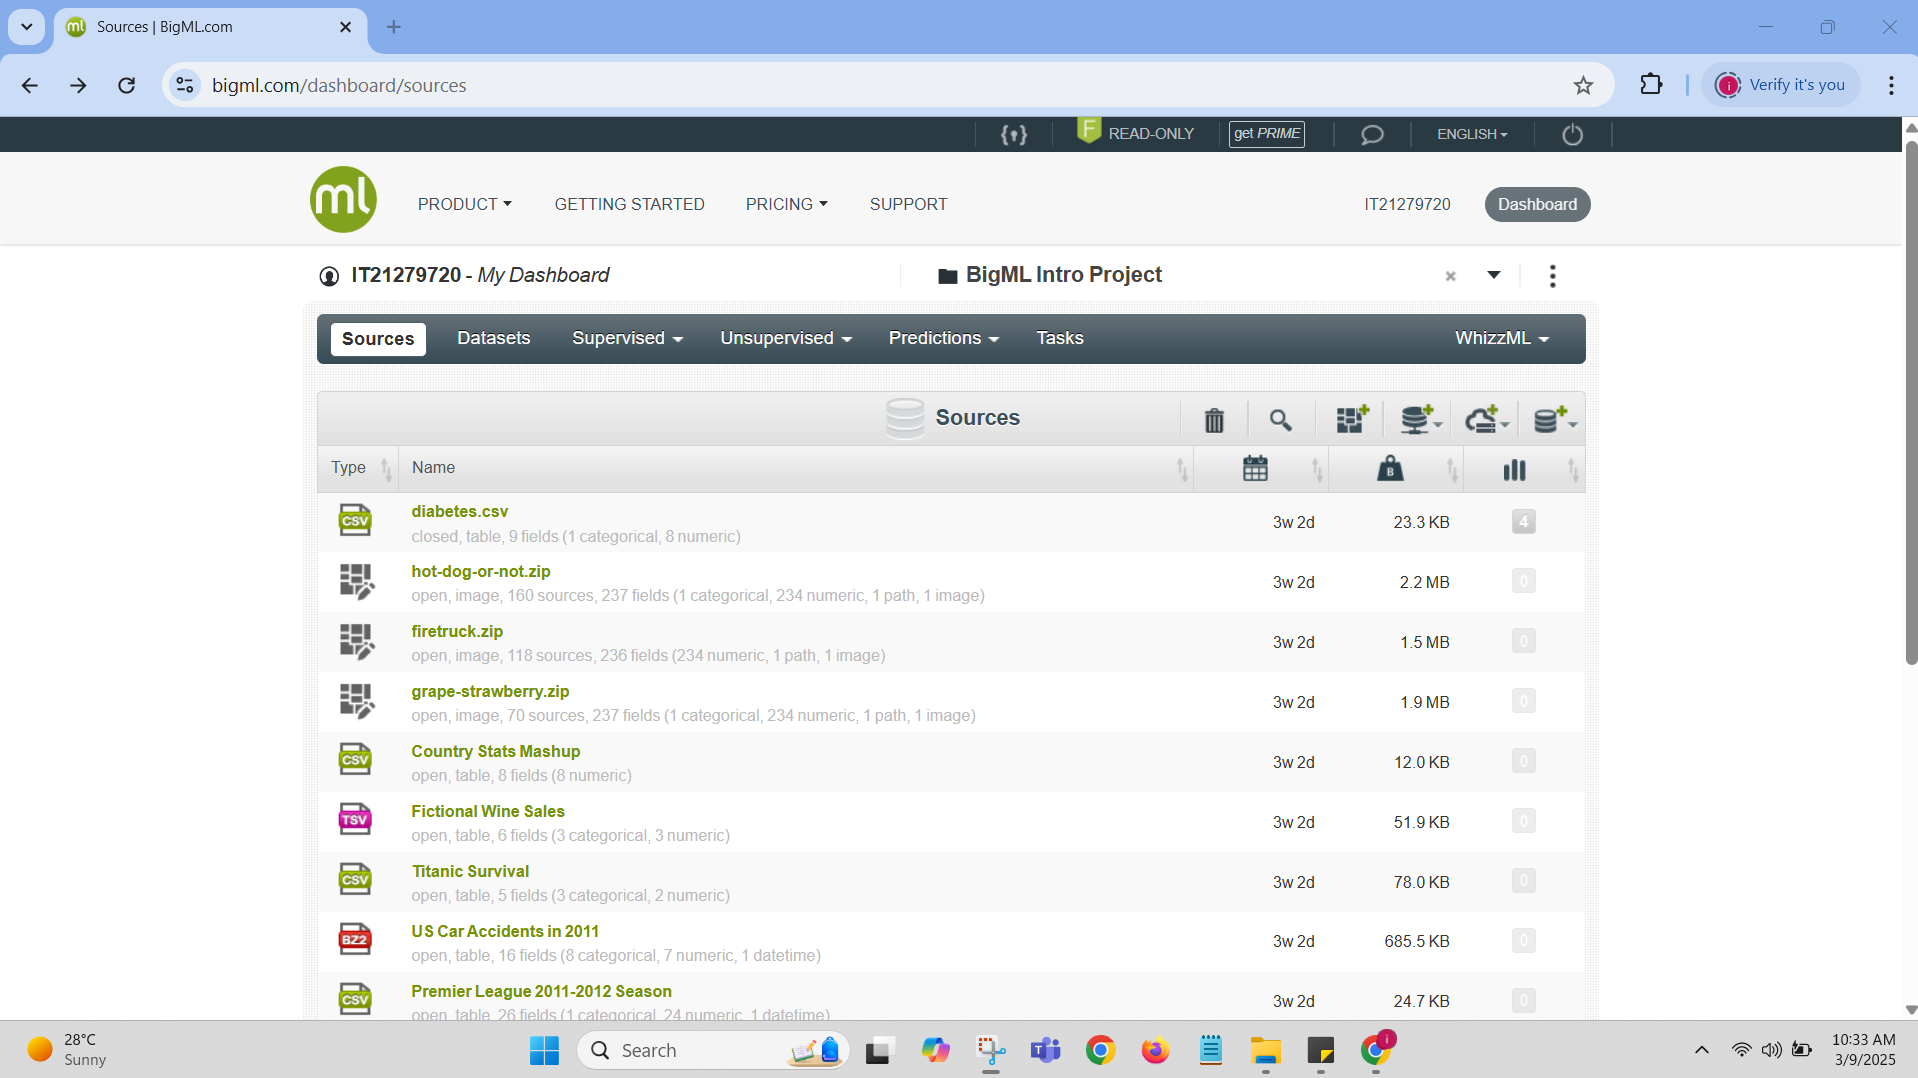 Sources | BigML.com
bigml.com/dashboard/sources
Verify it's you
F READ-ONLY
get PRIME
ENGLISH
ml
PRODUCT
GETTING STARTED
PRICING
SUPPORT
IT21279720
Dashboard
IT21279720 - My Dashboard
BigML Intro Project
Sources
Datasets
Supervised
Unsupervised
Predictions
Tasks
WhizzML
Sources
Type
Name
B
CSV
diabetes.csv
closed, table, 9 fields (1 categorical, 8 numeric)
3w 2d
23.3 KB
4
hot-dog-or-not.zip
open, image, 160 sources, 237 fields (1 categorical, 234 numeric, 1 path, 1 image)
3w 2d
2.2 MB
0
firetruck.zip
open, image, 118 sources, 236 fields (234 numeric, 1 path, 1 image)
3w 2d
1.5 MB
0
grape-strawberry.zip
open, image, 70 sources, 237 fields (1 categorical, 234 numeric, 1 path, 1 image)
3w 2d
1.9 MB
0
CSV
Country Stats Mashup
open, table, 8 fields (8 numeric)
3w 2d
12.0 KB
0
TSV
Fictional Wine Sales
open, table, 6 fields (3 categorical, 3 numeric)
3w 2d
51.9 KB
0
CSV
Titanic Survival
open, table, 5 fields (3 categorical, 2 numeric)
3w 2d
78.0 KB
0
BZ2
US Car Accidents in 2011
open, table, 16 fields (8 categorical, 7 numeric, 1 datetime)
3w 2d
685.5 KB
0
CSV
Premier League 2011-2012 Season
open, table, 26 fields (1 categorical, 24 numeric, 1 datetime)
3w 2d
24.7 KB
0
28°C
Sunny
Search
10:33 AM
3/9/2025